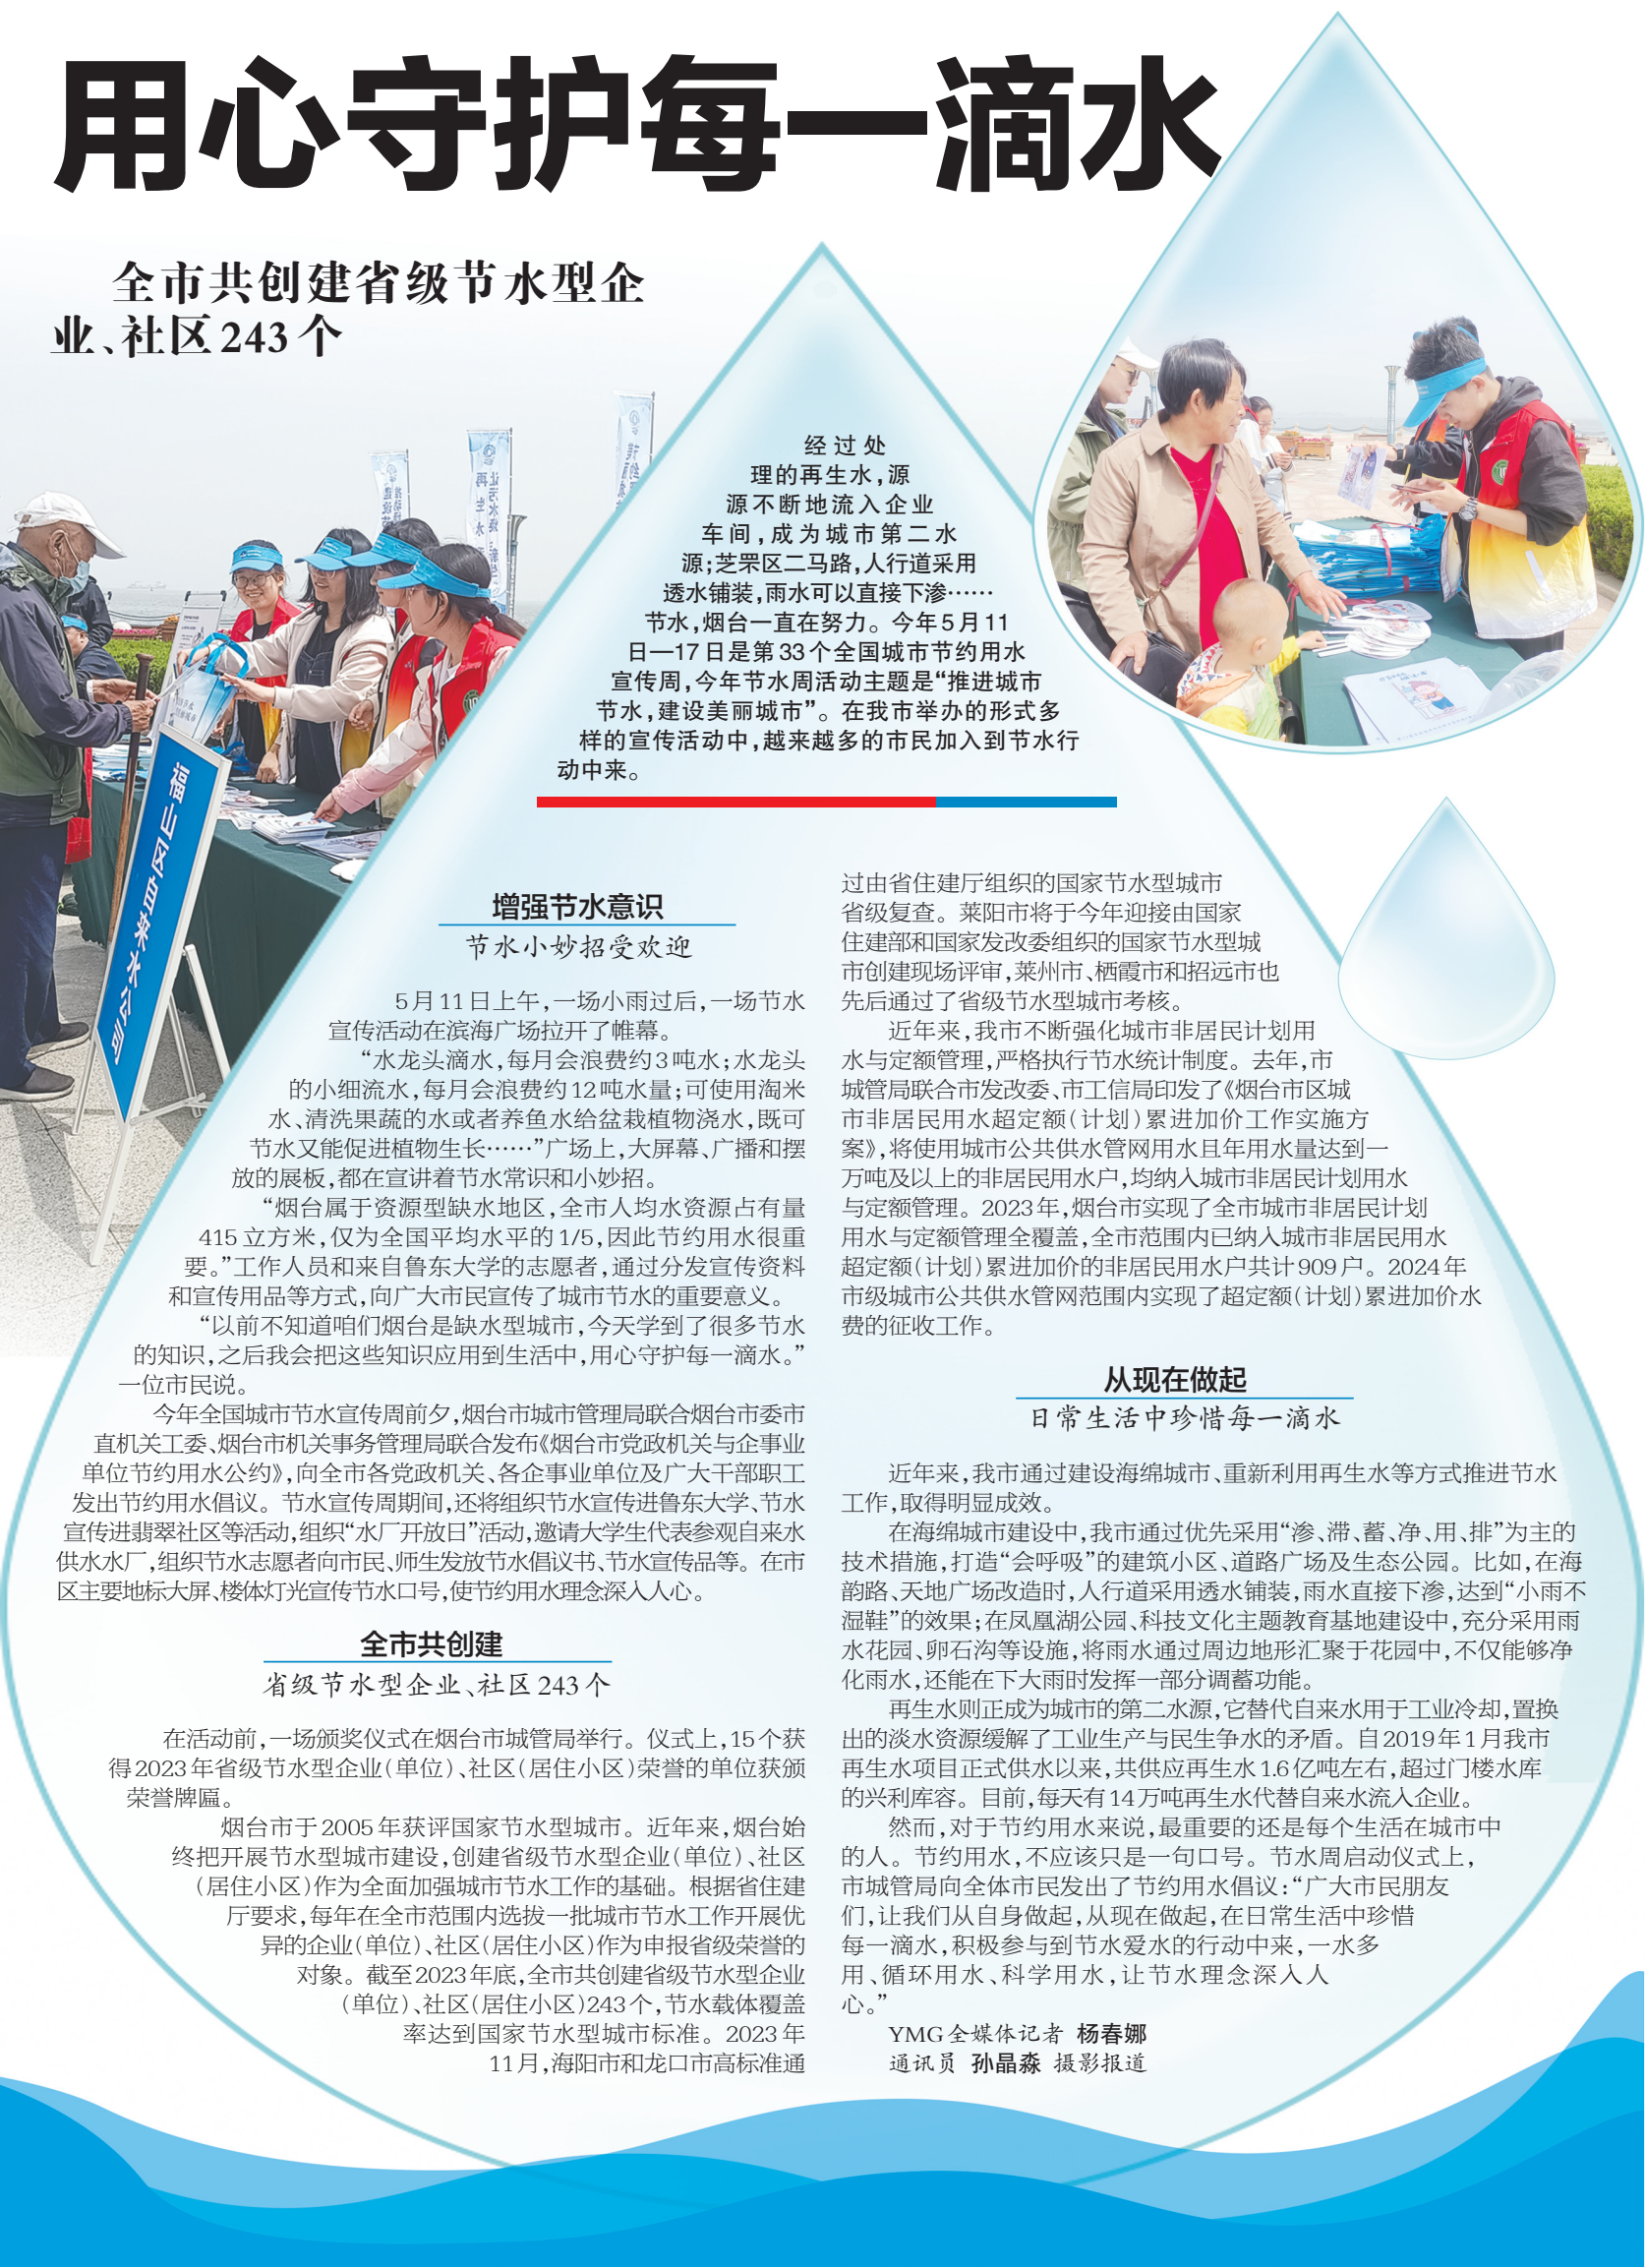 用心守护每一滴水
全市共创建省级节水型企
业、社区243个
经过处
理的再生水,源
源不断地流入企业
车间,成为城市第二水
源;芝罘区二马路,人行道采用
透水铺装,雨水可以直接下渗……
节水,烟台一直在努力。今年5月11
日—17日是第33个全国城市节约用水
宣传周,今年节水周活动主题是“推进城市
节水,建设美丽城市”。在我市举办的形式多
样的宣传活动中,越来越多的市民加入到节水行
动中来。
福山区自来水公司
增强节水意识
节水小妙招受欢迎
5月11日上午,一场小雨过后,一场节水
宣传活动在滨海广场拉开了帷幕。
“水龙头滴水,每月会浪费约3吨水;水龙头
的小细流水,每月会浪费约12吨水量;可使用淘米
水、清洗果蔬的水或者养鱼水给盆栽植物浇水,既可
节水又能促进植物生长……”广场上,大屏幕、广播和摆
放的展板,都在宣讲着节水常识和小妙招。
“烟台属于资源型缺水地区,全市人均水资源占有量
415立方米,仅为全国平均水平的1/5,因此节约用水很重
要。”工作人员和来自鲁东大学的志愿者,通过分发宣传资料
和宣传用品等方式,向广大市民宣传了城市节水的重要意义。
“以前不知道咱们烟台是缺水型城市,今天学到了很多节水
的知识,之后我会把这些知识应用到生活中,用心守护每一滴水。”
一位市民说。
今年全国城市节水宣传周前夕,烟台市城市管理局联合烟台市委市
直机关工委、烟台市机关事务管理局联合发布《烟台市党政机关与企事业
单位节约用水公约》,向全市各党政机关、各企事业单位及广大干部职工
发出节约用水倡议。节水宣传周期间,还将组织节水宣传进鲁东大学、节水
宣传进翡翠社区等活动,组织“水厂开放日”活动,邀请大学生代表参观自来水
供水水厂,组织节水志愿者向市民、师生发放节水倡议书、节水宣传品等。在市
区主要地标大屏、楼体灯光宣传节水口号,使节约用水理念深入人心。
全市共创建
省级节水型企业、社区243个
在活动前,一场颁奖仪式在烟台市城管局举行。仪式上,15个获
得2023年省级节水型企业(单位)、社区(居住小区)荣誉的单位获颁
荣誉牌匾。
烟台市于2005年获评国家节水型城市。近年来,烟台始
终把开展节水型城市建设,创建省级节水型企业(单位)、社区
(居住小区)作为全面加强城市节水工作的基础。根据省住建
厅要求,每年在全市范围内选拔一批城市节水工作开展优
异的企业(单位)、社区(居住小区)作为申报省级荣誉的
对象。截至2023年底,全市共创建省级节水型企业
(单位)、社区(居住小区)243个,节水载体覆盖
率达到国家节水型城市标准。2023年
11月,海阳市和龙口市高标准通
过由省住建厅组织的国家节水型城市
省级复查。莱阳市将于今年迎接由国家
住建部和国家发改委组织的国家节水型城
市创建现场评审,莱州市、栖霞市和招远市也
先后通过了省级节水型城市考核。
近年来,我市不断强化城市非居民计划用
水与定额管理,严格执行节水统计制度。去年,市
城管局联合市发改委、市工信局印发了《烟台市区城
市非居民用水超定额(计划)累进加价工作实施方
案》,将使用城市公共供水管网用水且年用水量达到一
万吨及以上的非居民用水户,均纳入城市非居民计划用水
与定额管理。2023年,烟台市实现了全市城市非居民计划
用水与定额管理全覆盖,全市范围内已纳入城市非居民用水
超定额(计划)累进加价的非居民用水户共计909户。2024年
市级城市公共供水管网范围内实现了超定额(计划)累进加价水
费的征收工作。
从现在做起
日常生活中珍惜每一滴水
近年来,我市通过建设海绵城市、重新利用再生水等方式推进节水
工作,取得明显成效。
在海绵城市建设中,我市通过优先采用“渗、滞、蓄、净、用、排”为主的
技术措施,打造“会呼吸”的建筑小区、道路广场及生态公园。比如,在海
韵路、天地广场改造时,人行道采用透水铺装,雨水直接下渗,达到“小雨不
湿鞋”的效果;在凤凰湖公园、科技文化主题教育基地建设中,充分采用雨
水花园、卵石沟等设施,将雨水通过周边地形汇聚于花园中,不仅能够净
化雨水,还能在下大雨时发挥一部分调蓄功能。
再生水则正成为城市的第二水源,它替代自来水用于工业冷却,置换
出的淡水资源缓解了工业生产与民生争水的矛盾。自2019年1月我市
再生水项目正式供水以来,共供应再生水1.6亿吨左右,超过门楼水库
的兴利库容。目前,每天有14万吨再生水代替自来水流入企业。
然而,对于节约用水来说,最重要的还是每个生活在城市中
的人。节约用水,不应该只是一句口号。节水周启动仪式上,
市城管局向全体市民发出了节约用水倡议:“广大市民朋友
们,让我们从自身做起,从现在做起,在日常生活中珍惜
每一滴水,积极参与到节水爱水的行动中来,一水多
用、循环用水、科学用水,让节水理念深入人
心。”
YMG全媒体记者 杨春娜
通讯员 孙晶淼 摄影报道